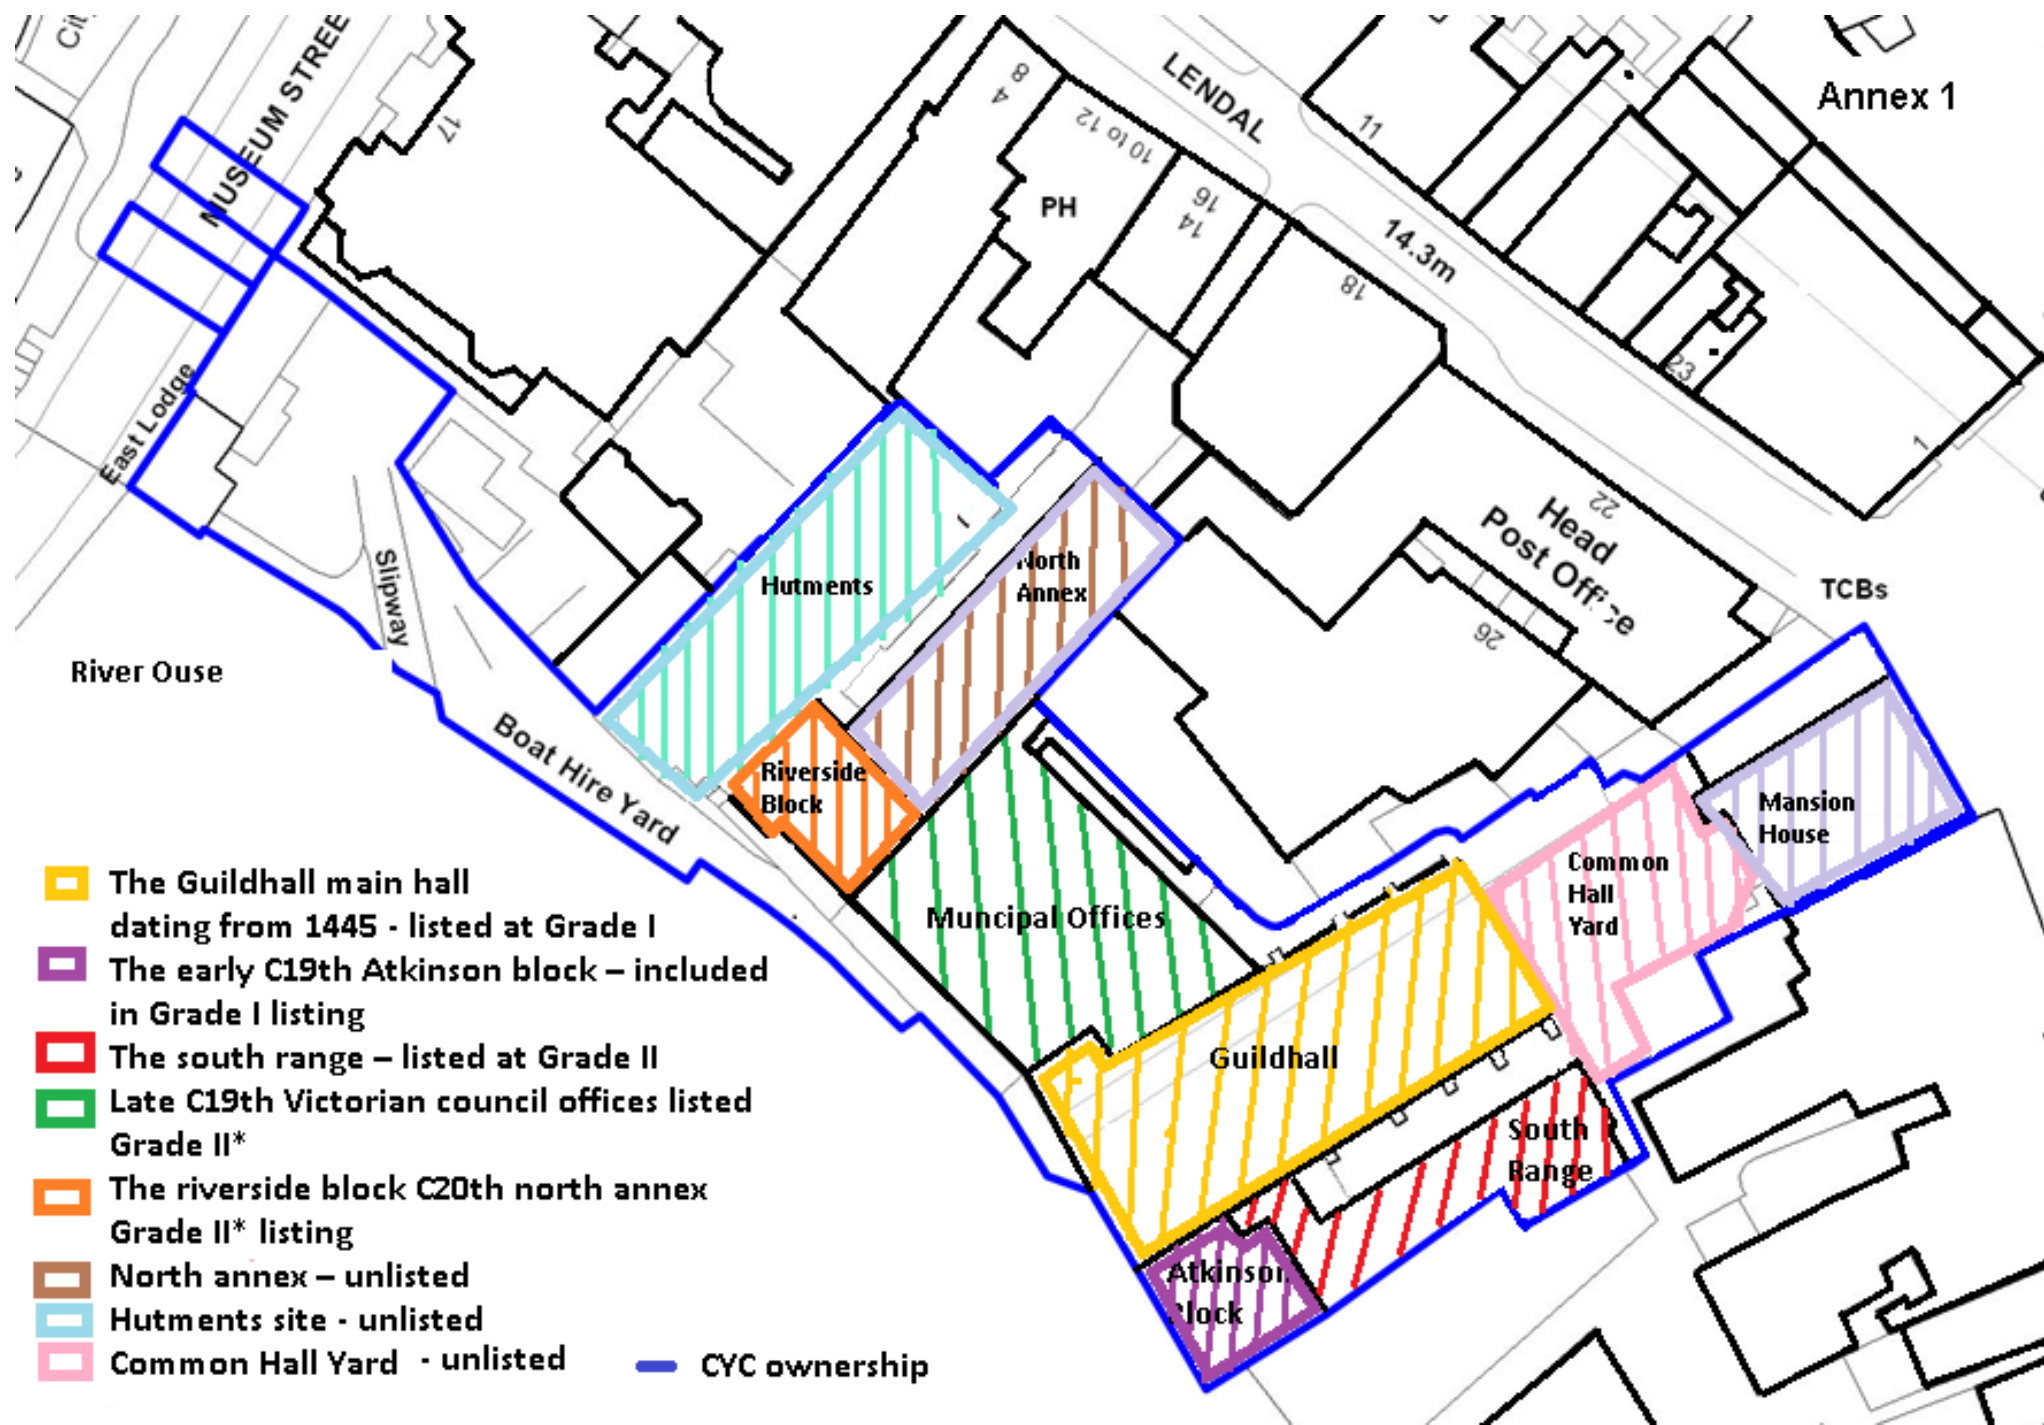 MUSEUM STREE
17
8
4
10 to 12
PH
16
14
LENDAL
14.3m
18
11
23
1
Annex 1
22
Head
Post Office
26
TCBs
East Lodge
Slipway
River Ouse
Boat Hire Yard
Hutments
North
Annex
Riverside
Block
Muncipal Offices
Guildhall
Common
Hall
Yard
Mansion
House
South
Range
Atkinson
Block
The Guildhall main hall
dating from 1445 - listed at Grade I
The early C19th Atkinson block – included
in Grade I listing
The south range – listed at Grade II
Late C19th Victorian council offices listed
Grade II*
The riverside block C20th north annex
Grade II* listing
North annex – unlisted
Hutments site - unlisted
Common Hall Yard - unlisted
CYC ownership